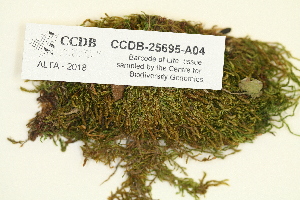 CCDB
CCDB-25695-A04
Barcode of Life, tissue
sampled by the Centre for
Biodiversity Genomics
ALTA - 2018